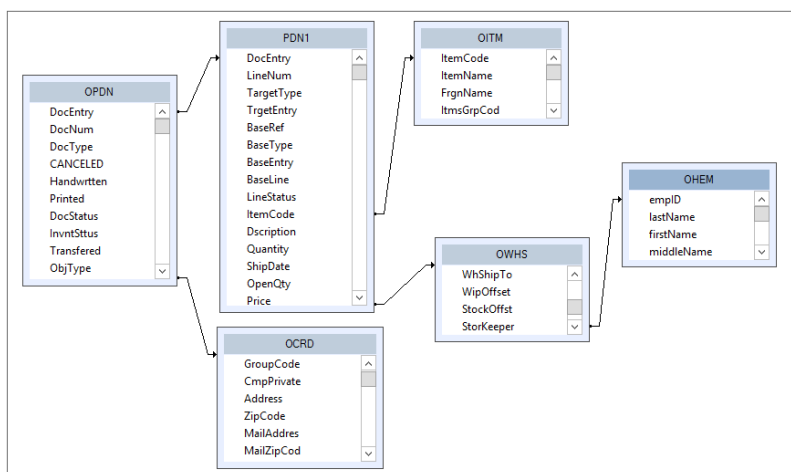 OPDN
DocEntry
DocNum
DocType
CANCELED
Handwrtten
Printed
DocStatus
InvntSttus
Transfered
ObjType
PDN1
DocEntry
LineNum
TargetType
TrgetEntry
BaseRef
BaseType
BaseEntry
BaseLine
LineStatus
ItemCode
Dscription
Quantity
ShipDate
OpenQty
Price
OITM
ItemCode
ItemName
FrgnName
ItmsGrpCod
OCRD
GroupCode
CmpPrivate
Address
ZipCode
MailAddres
MailZipCod
OWHS
WhShipTo
WipOffset
StockOffst
StorKeeper
OHEM
empID
lastName
firstName
middleName